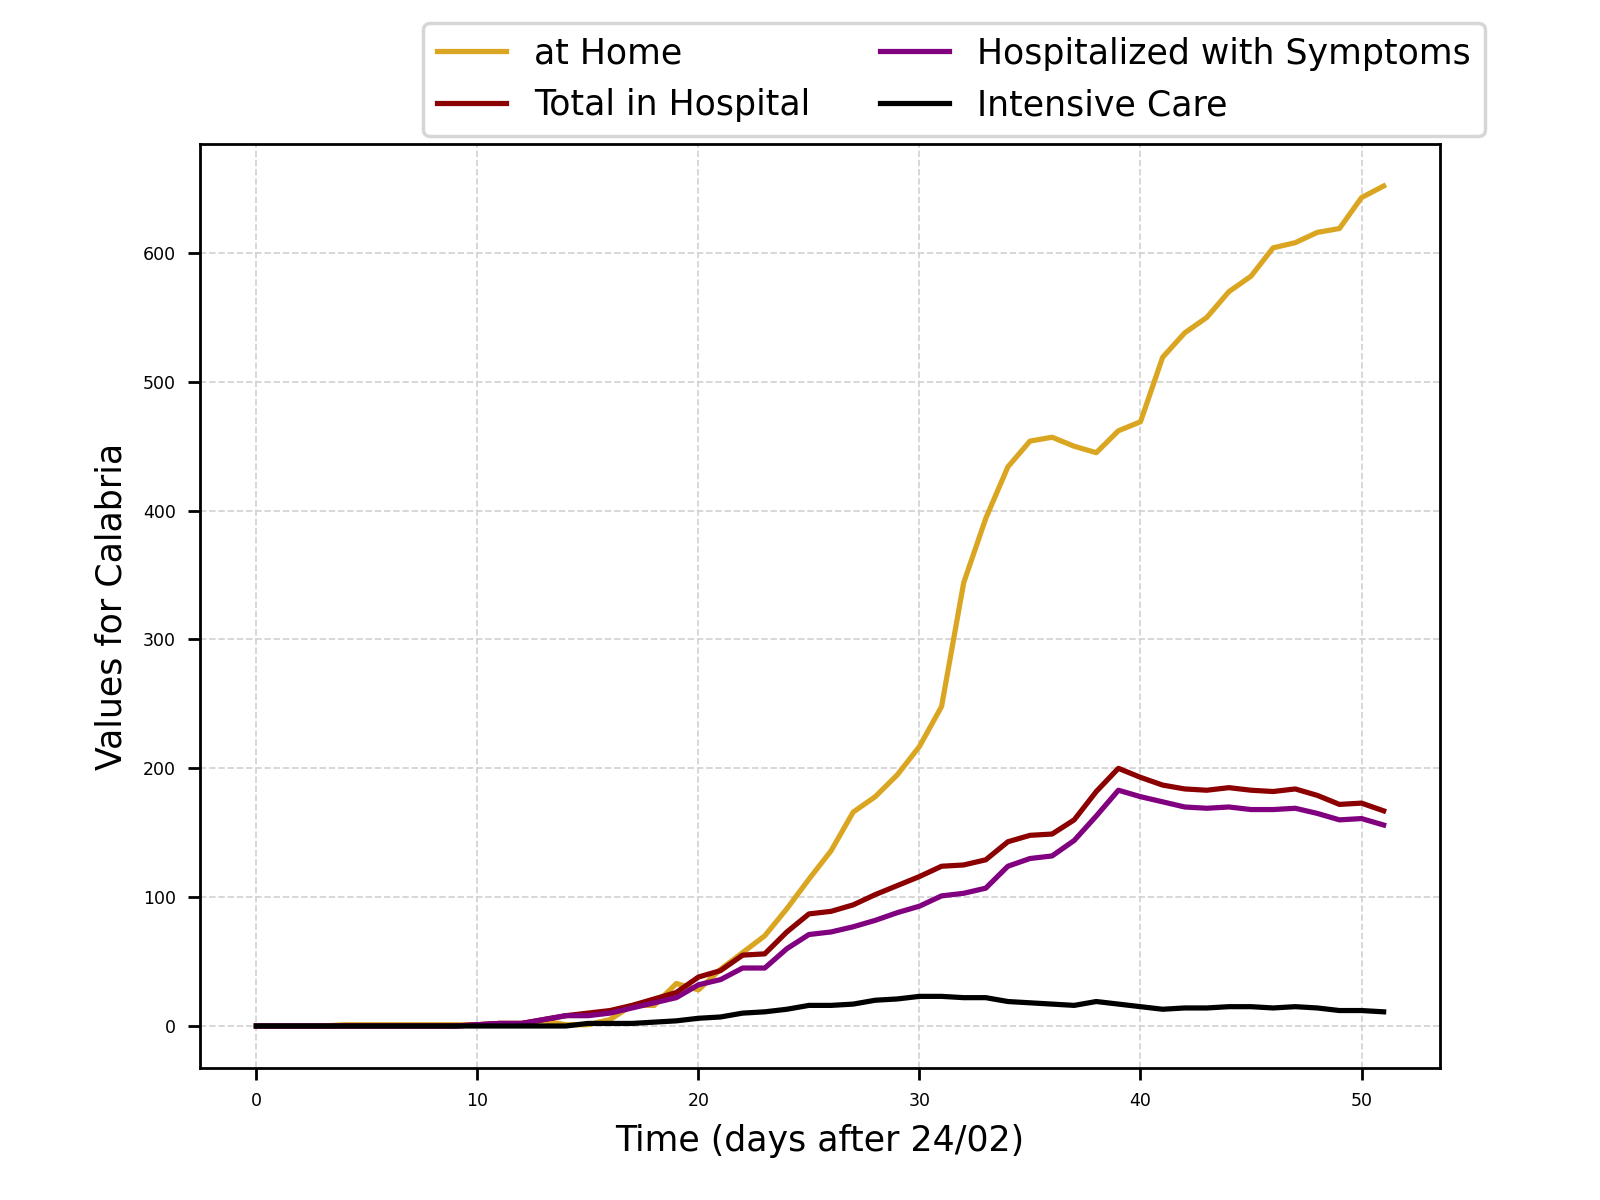 at Home
Total in Hospital
Hospitalized with Symptoms
Intensive Care
Values for Calabria
600
500
400
300
200
100
0
0 10 20 30 40 50
Time (days after 24/02)